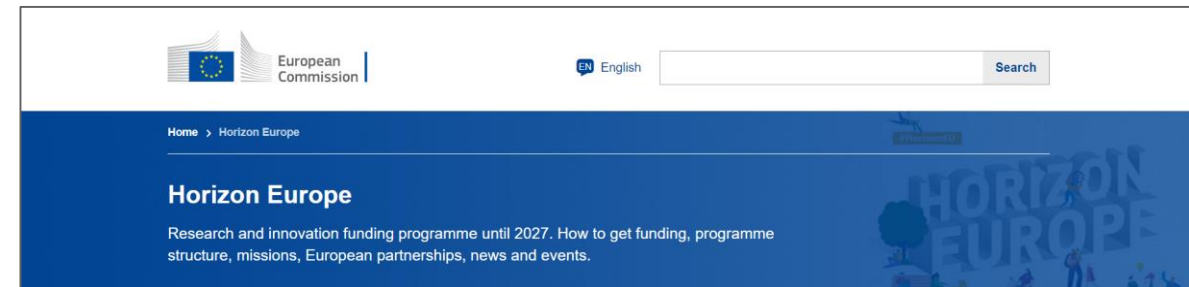 European
Commission
EN English
Search
Home > Horizon Europe
#HorizonEU
Horizon Europe
Research and innovation funding programme until 2027. How to get funding, programme
structure, missions, European partnerships, news and events.
HORIZON
EUROPE